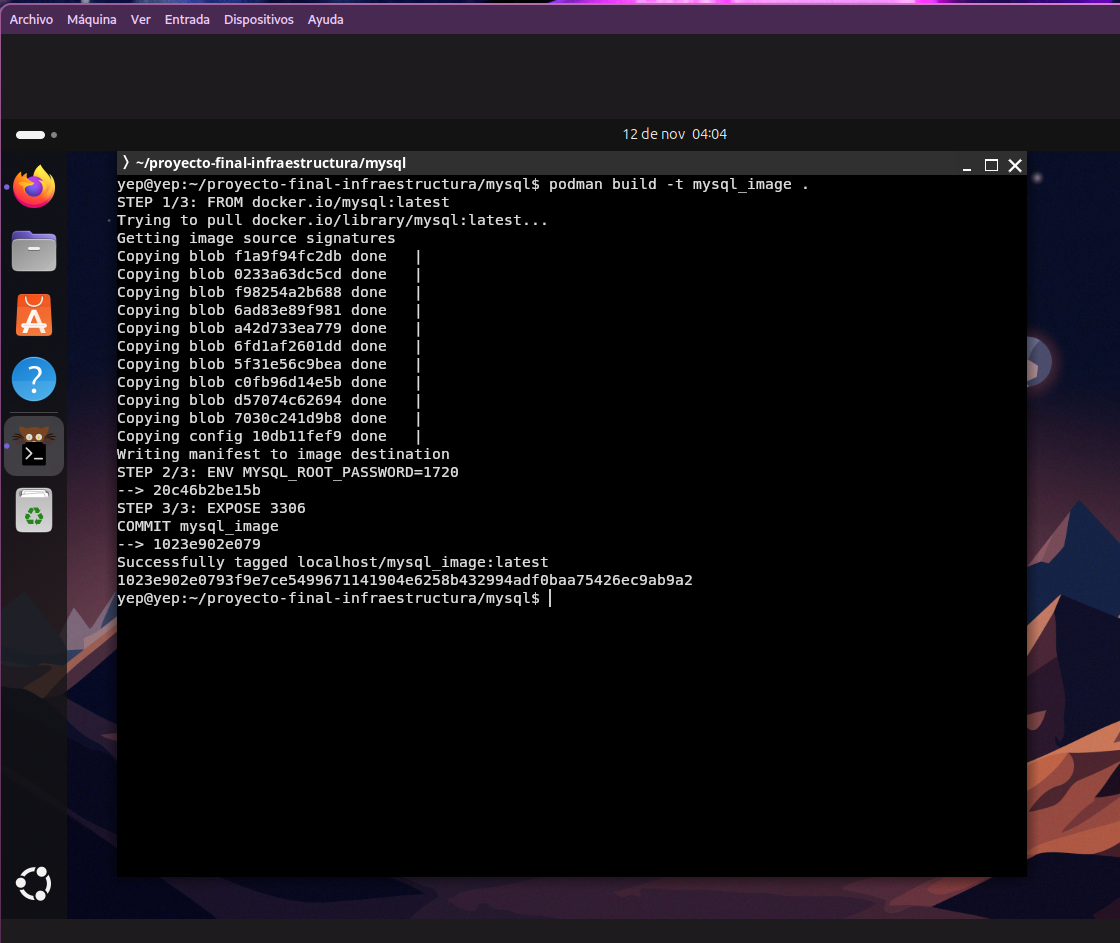 Archivo Máquina Ver Entrada Dispositivos Ayuda
12 de nov 04:04
~/proyecto-final-infraestructura/mysql
yep@yep:~/proyecto-final-infraestructura/mysql$ podman build -t mysql_image .
STEP 1/3: FROM docker.io/mysql:latest
Trying to pull docker.io/library/mysql:latest...
Getting image source signatures
Copying blob f1a9f94fc2db done   |
Copying blob 0233a63dc5cd done   |
Copying blob f98254a2b688 done   |
Copying blob 6ad83e89f981 done   |
Copying blob a42d733ea779 done   |
Copying blob 6fd1af2601dd done   |
Copying blob 5f31e56c9bea done   |
Copying blob c0fb96d14e5b done   |
Copying blob d57074c62694 done   |
Copying blob 7030c241d9b8 done   |
Copying config 10db11fef9 done   |
Writing manifest to image destination
STEP 2/3: ENV MYSQL_ROOT_PASSWORD=1720
--> 20c46b2be15b
STEP 3/3: EXPOSE 3306
COMMIT mysql_image
--> 1023e902e079
Successfully tagged localhost/mysql_image:latest
1023e902e0793f9e7ce5499671141904e6258b432994adf0baa75426ec9ab9a2
yep@yep:~/proyecto-final-infraestructura/mysql$